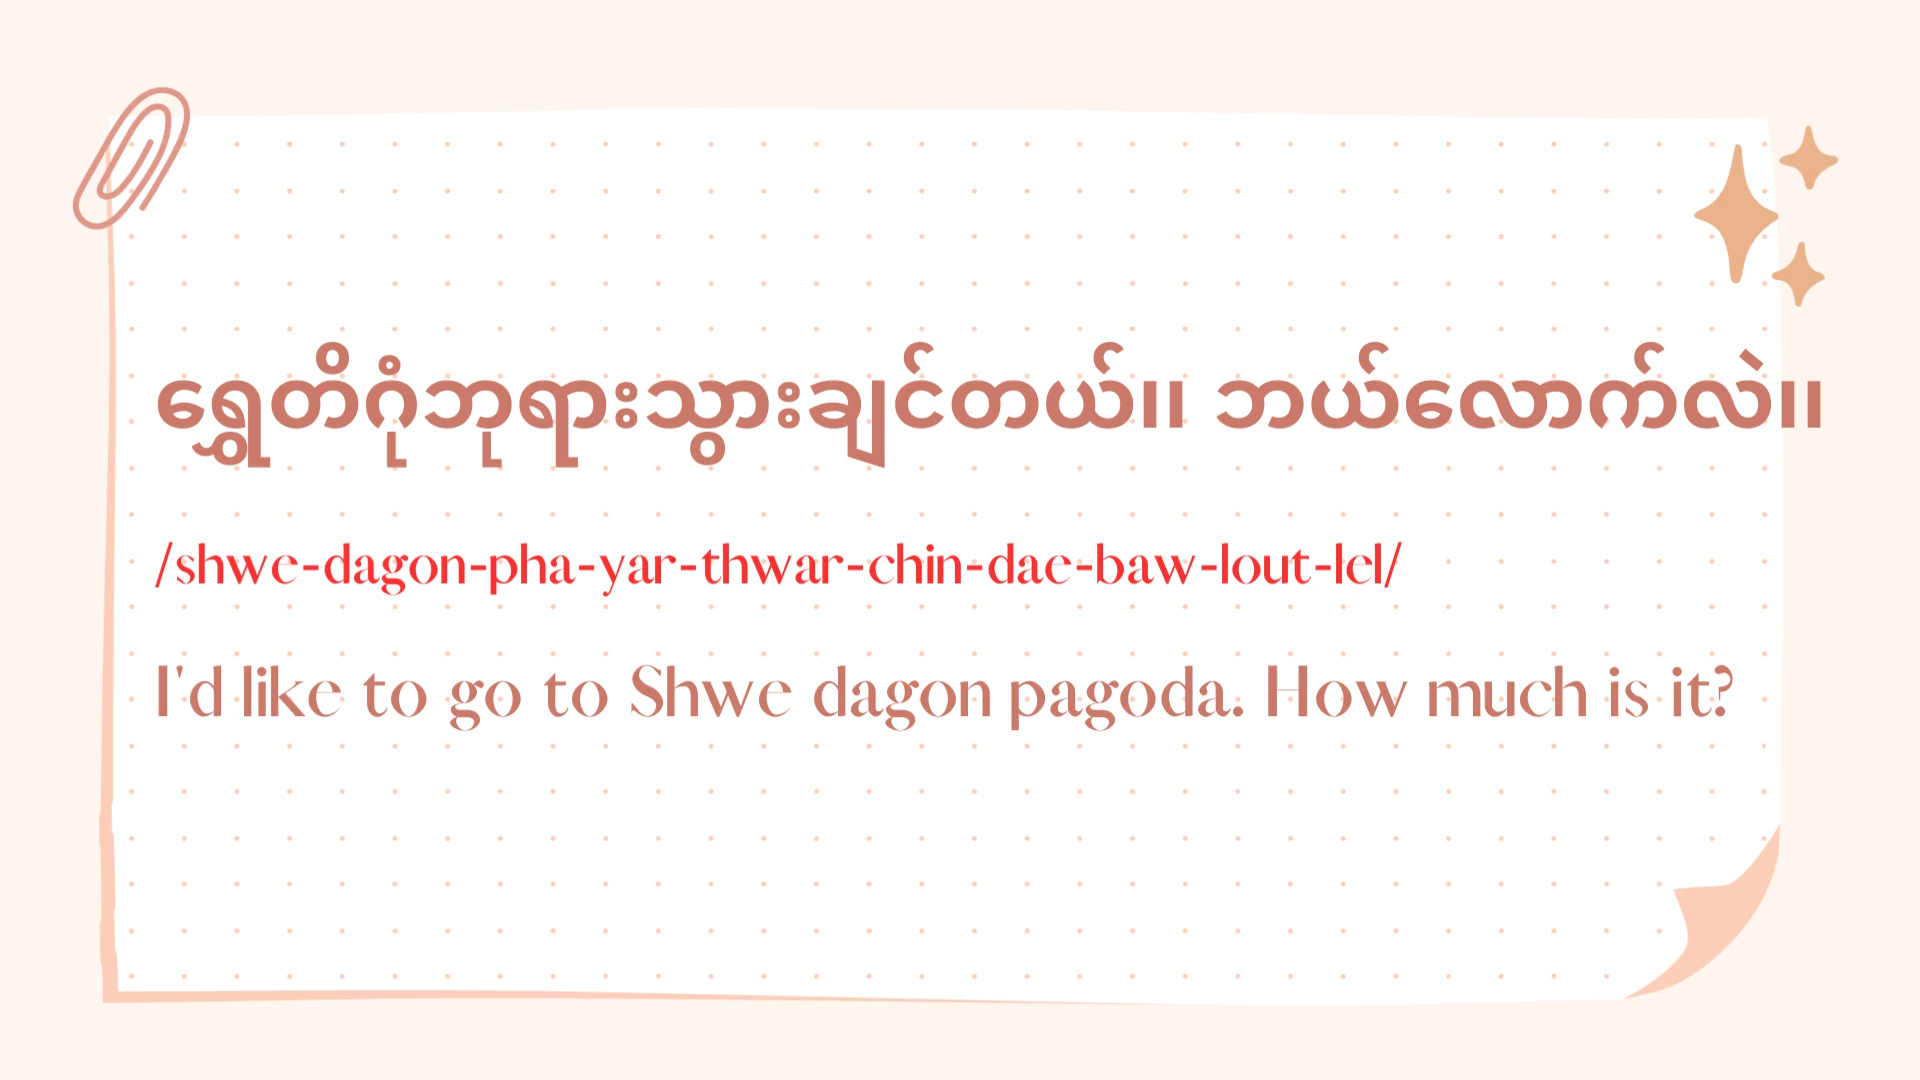 ရွှေတိဂုံဘုရားသွားချင်တယ်။ ဘယ်လောက်လဲ။
/shwe-dagon-pha-yar-thwar-chin-dae-baw-lout-lel/
I'd like to go to Shwe dagon pagoda. How much is it?